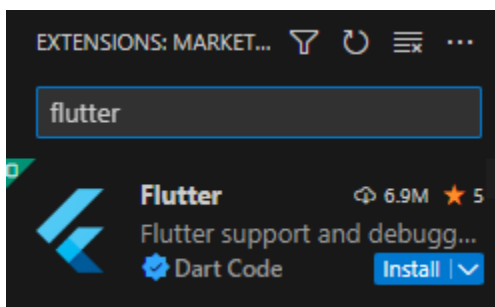 EXTENSIONS: MARKET...
flutter
Flutter 6.9M 5
Flutter support and debugg...
Dart Code Install